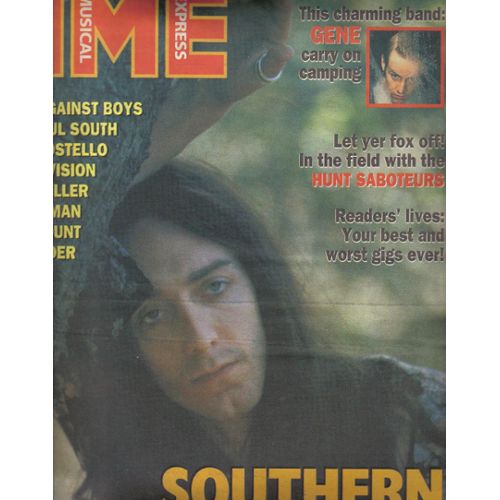 MUSICAL
ME
EXPRESS
This charming band:
GENE
carry on
camping
GAINST BOYS
UL SOUTH
OSTELLO
VISION
LLER
MAN
UNT
DER
Let yer fox off!
In the field with the
HUNT SABOTEURS
Readers' lives:
Your best and
worst gigs ever!
SOUTHERN